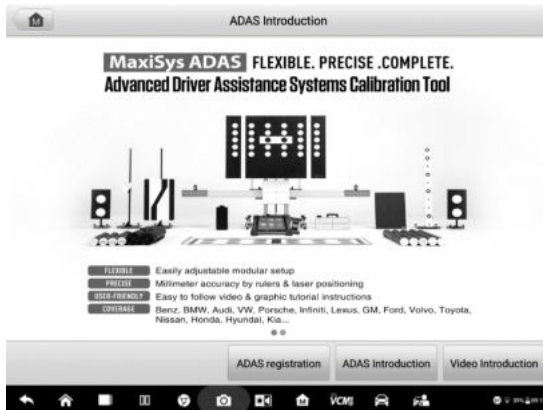 ADAS Introduction
MaxiSys ADAS FLEXIBLE. PRECISE .COMPLETE.
Advanced Driver Assistance Systems Calibration Tool
FLEXIBLE Easily adjustable modular setup
PRECISE Millimeter accuracy by rulers & laser positioning
USER-FRIENDLY Easy to follow video & graphic tutorial instructions
COVERAGE Benz, BMW, Audi, VW, Porsche, Infiniti, Lexus, GM, Ford, Volvo, Toyota,
Nissan, Honda, Hyundai, Kia...
ADAS registration ADAS Introduction Video Introduction
VCMI